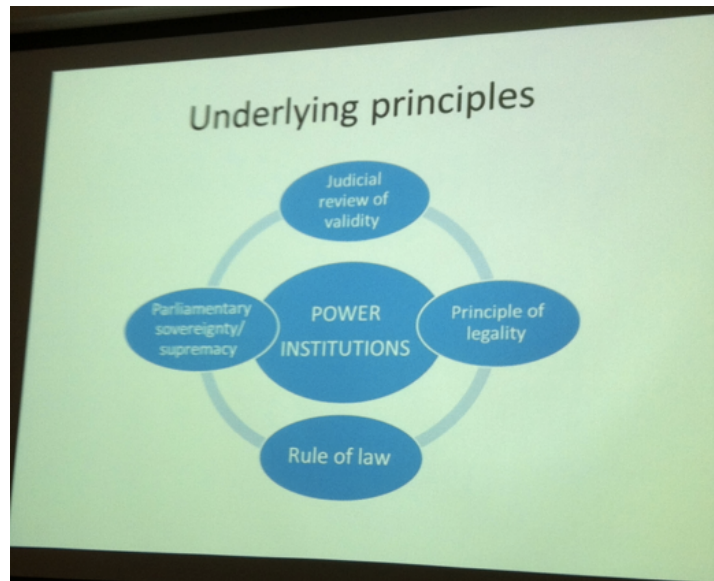 Underlying principles
Judicial
review of
validity
Parliamentary
sovereignty/
supremacy
POWER
INSTITUTIONS
Principle of
legality
Rule of law